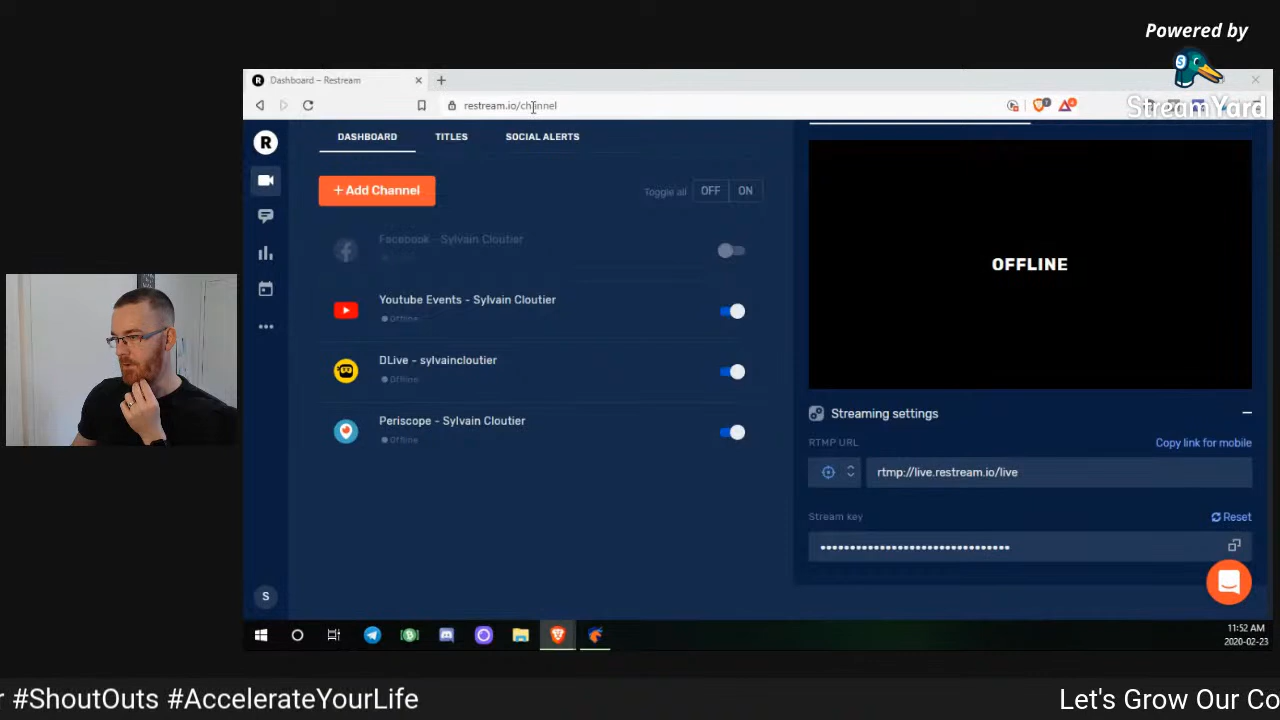 Powered by
StreamYard
Dashboard – Restream
restream.io/channel
DASHBOARD
TITLES
SOCIAL ALERTS
+ Add Channel
Toggle all
OFF
ON
Facebook - Sylvain Cloutier
Youtube Events - Sylvain Cloutier
Offline
DLive - sylvaincloutier
Offline
Periscope - Sylvain Cloutier
Offline
OFFLINE
Streaming settings
RTMP URL
Copy link for mobile
rtmp://live.restream.io/live
Stream key
Reset
S
11:52 AM
2020-02-23
r #ShoutOuts #AccelerateYourLife
Let's Grow Our Co